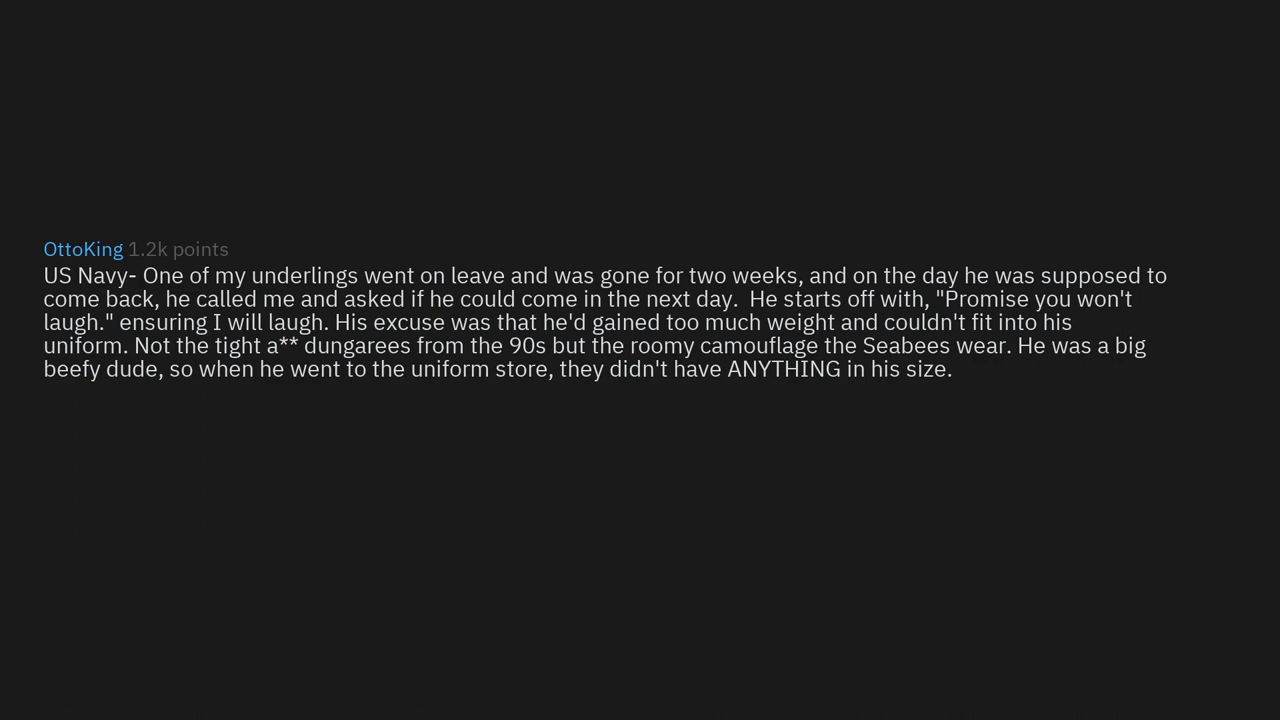 OttoKing 1.2k points
US Navy- One of my underlings went on leave and was gone for two weeks, and on the day he was supposed to
come back, he called me and asked if he could come in the next day.  He starts off with, "Promise you won't
laugh." ensuring I will laugh. His excuse was that he'd gained too much weight and couldn't fit into his
uniform. Not the tight a** dungarees from the 90s but the roomy camouflage the Seabees wear. He was a big
beefy dude, so when he went to the uniform store, they didn't have ANYTHING in his size.